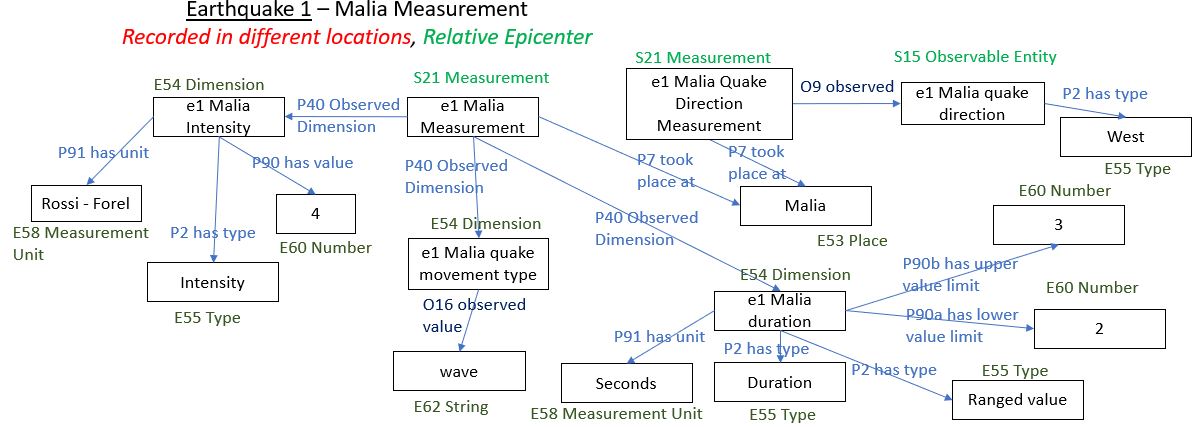 Earthquake 1 – Malia Measurement
Recorded in different locations, Relative Epicenter
S21 Measurement
S15 Observable Entity
E54 Dimension
S21 Measurement
e1 Malia Quake
Direction
Measurement
O9 observed
e1 Malia quake
direction
P2 has type
West
E55 Type
e1 Malia
Intensity
P40 Observed
Dimension
e1 Malia
Measurement
P91 has unit
P90 has value
P40 Observed
Dimension
P7 took
place at
P7 took
place at
Rossi - Forel
E58 Measurement
Unit
4
E60 Number
P2 has type
Intensity
E55 Type
Malia
E53 Place
E60 Number
3
P40 Observed
Dimension
E54 Dimension
e1 Malia quake
movement type
O16 observed
value
wave
E62 String
E54 Dimension
e1 Malia
duration
P90b has upper
value limit
E60 Number
P90a has lower
value limit
2
P91 has unit
P2 has type
P2 has type
Seconds
E58 Measurement Unit
Duration
E55 Type
E55 Type
Ranged value